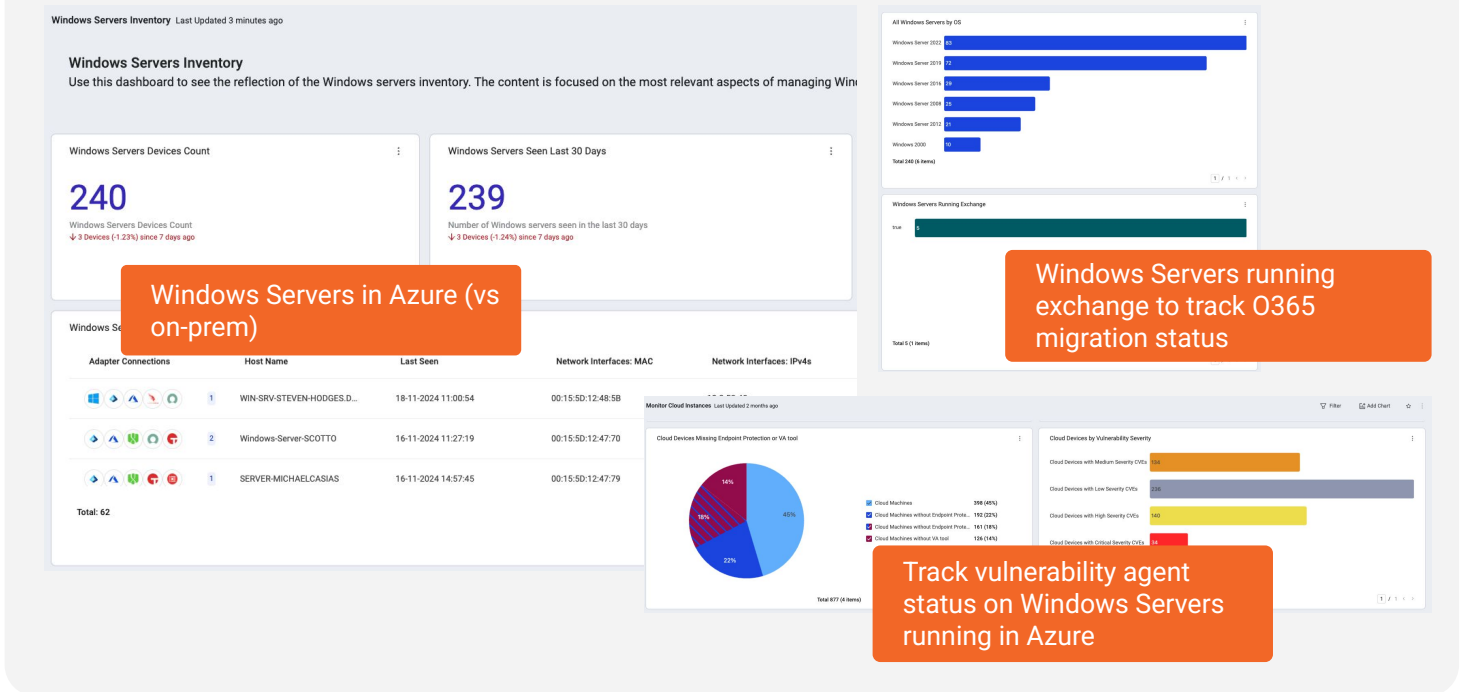 Windows Servers Inventory Last Updated 3 minutes ago
Windows Servers Inventory
Use this dashboard to see the reflection of the Windows servers inventory. The content is focused on the most relevant aspects of managing Win
Windows Servers Devices Count
240
Windows Servers Devices Count
↓ 3 Devices (-1.23%) since 7 days ago
Windows Servers Seen Last 30 Days
239
Number of Windows servers seen in the last 30 days
↓ 3 Devices (-1.24%) since 7 days ago
Windows Servers in Azure (vs
on-prem)
Windows Se
Adapter Connections Host Name Last Seen Network Interfaces: MAC Network Interfaces: IPv4s
1 WIN-SRV-STEVEN-HODGES.D... 18-11-2024 11:00:54 00:15:5D:12:48:5B
2 Windows-Server-SCOTTO 16-11-2024 11:27:19 00:15:5D:12:47:70
1 SERVER-MICHAELCASIAS 16-11-2024 14:57:45 00:15:5D:12:47:79
Total: 62
All Windows Servers by OS
Windows Server 2022 83
Windows Server 2019 72
Windows Server 2016 29
Windows Server 2008 25
Windows Server 2012 21
Windows 2000 10
Total 240 (6 items)
1 / 1
Windows Servers Running Exchange
true 5
Total 5 (1 items)
Windows Servers running
exchange to track O365
migration status
Monitor Cloud Instances Last Updated 2 months ago
Filter Add Chart
Cloud Devices Missing Endpoint Protection or VA tool
14%
18%
45%
22%
Cloud Machines 398 (45%)
Cloud Machines without Endpoint Prote... 192 (22%)
Cloud Machines without Endpoint Prote... 161 (18%)
Cloud Machines without VA tool 126 (14%)
Total 877 (4 items)
Cloud Devices by Vulnerability Severity
Cloud Devices with Medium Severity CVEs
Cloud Devices with Low Severity CVEs
Cloud Devices with High Severity CVEs 140
Cloud Devices with Critical Severity CVEs 34
1 / 1
Track vulnerability agent
status on Windows Servers
running in Azure